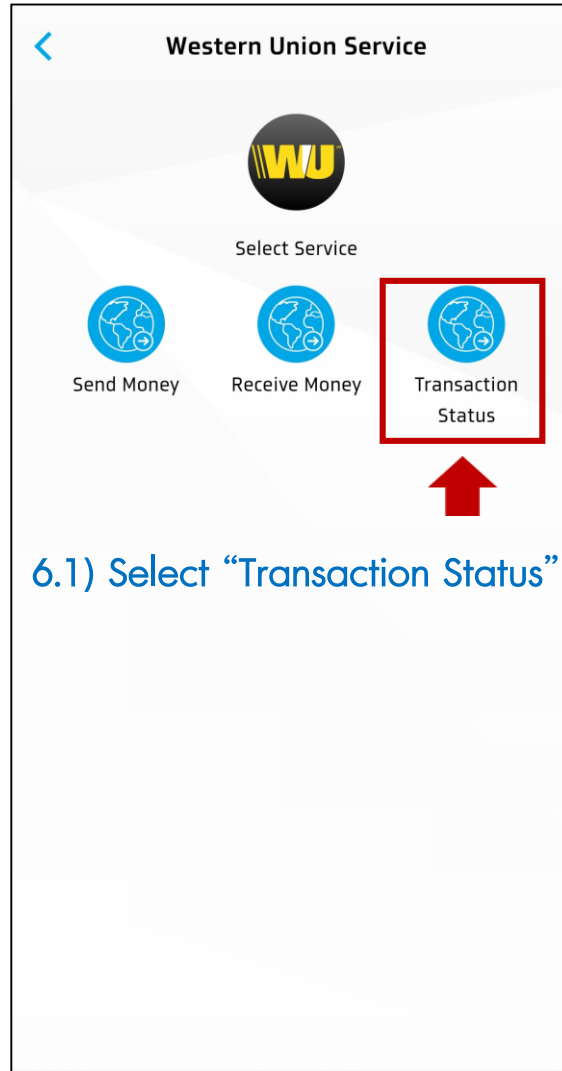 Western Union Service
WU
Select Service
Send Money
Receive Money
Transaction
Status
6.1) Select “Transaction Status”